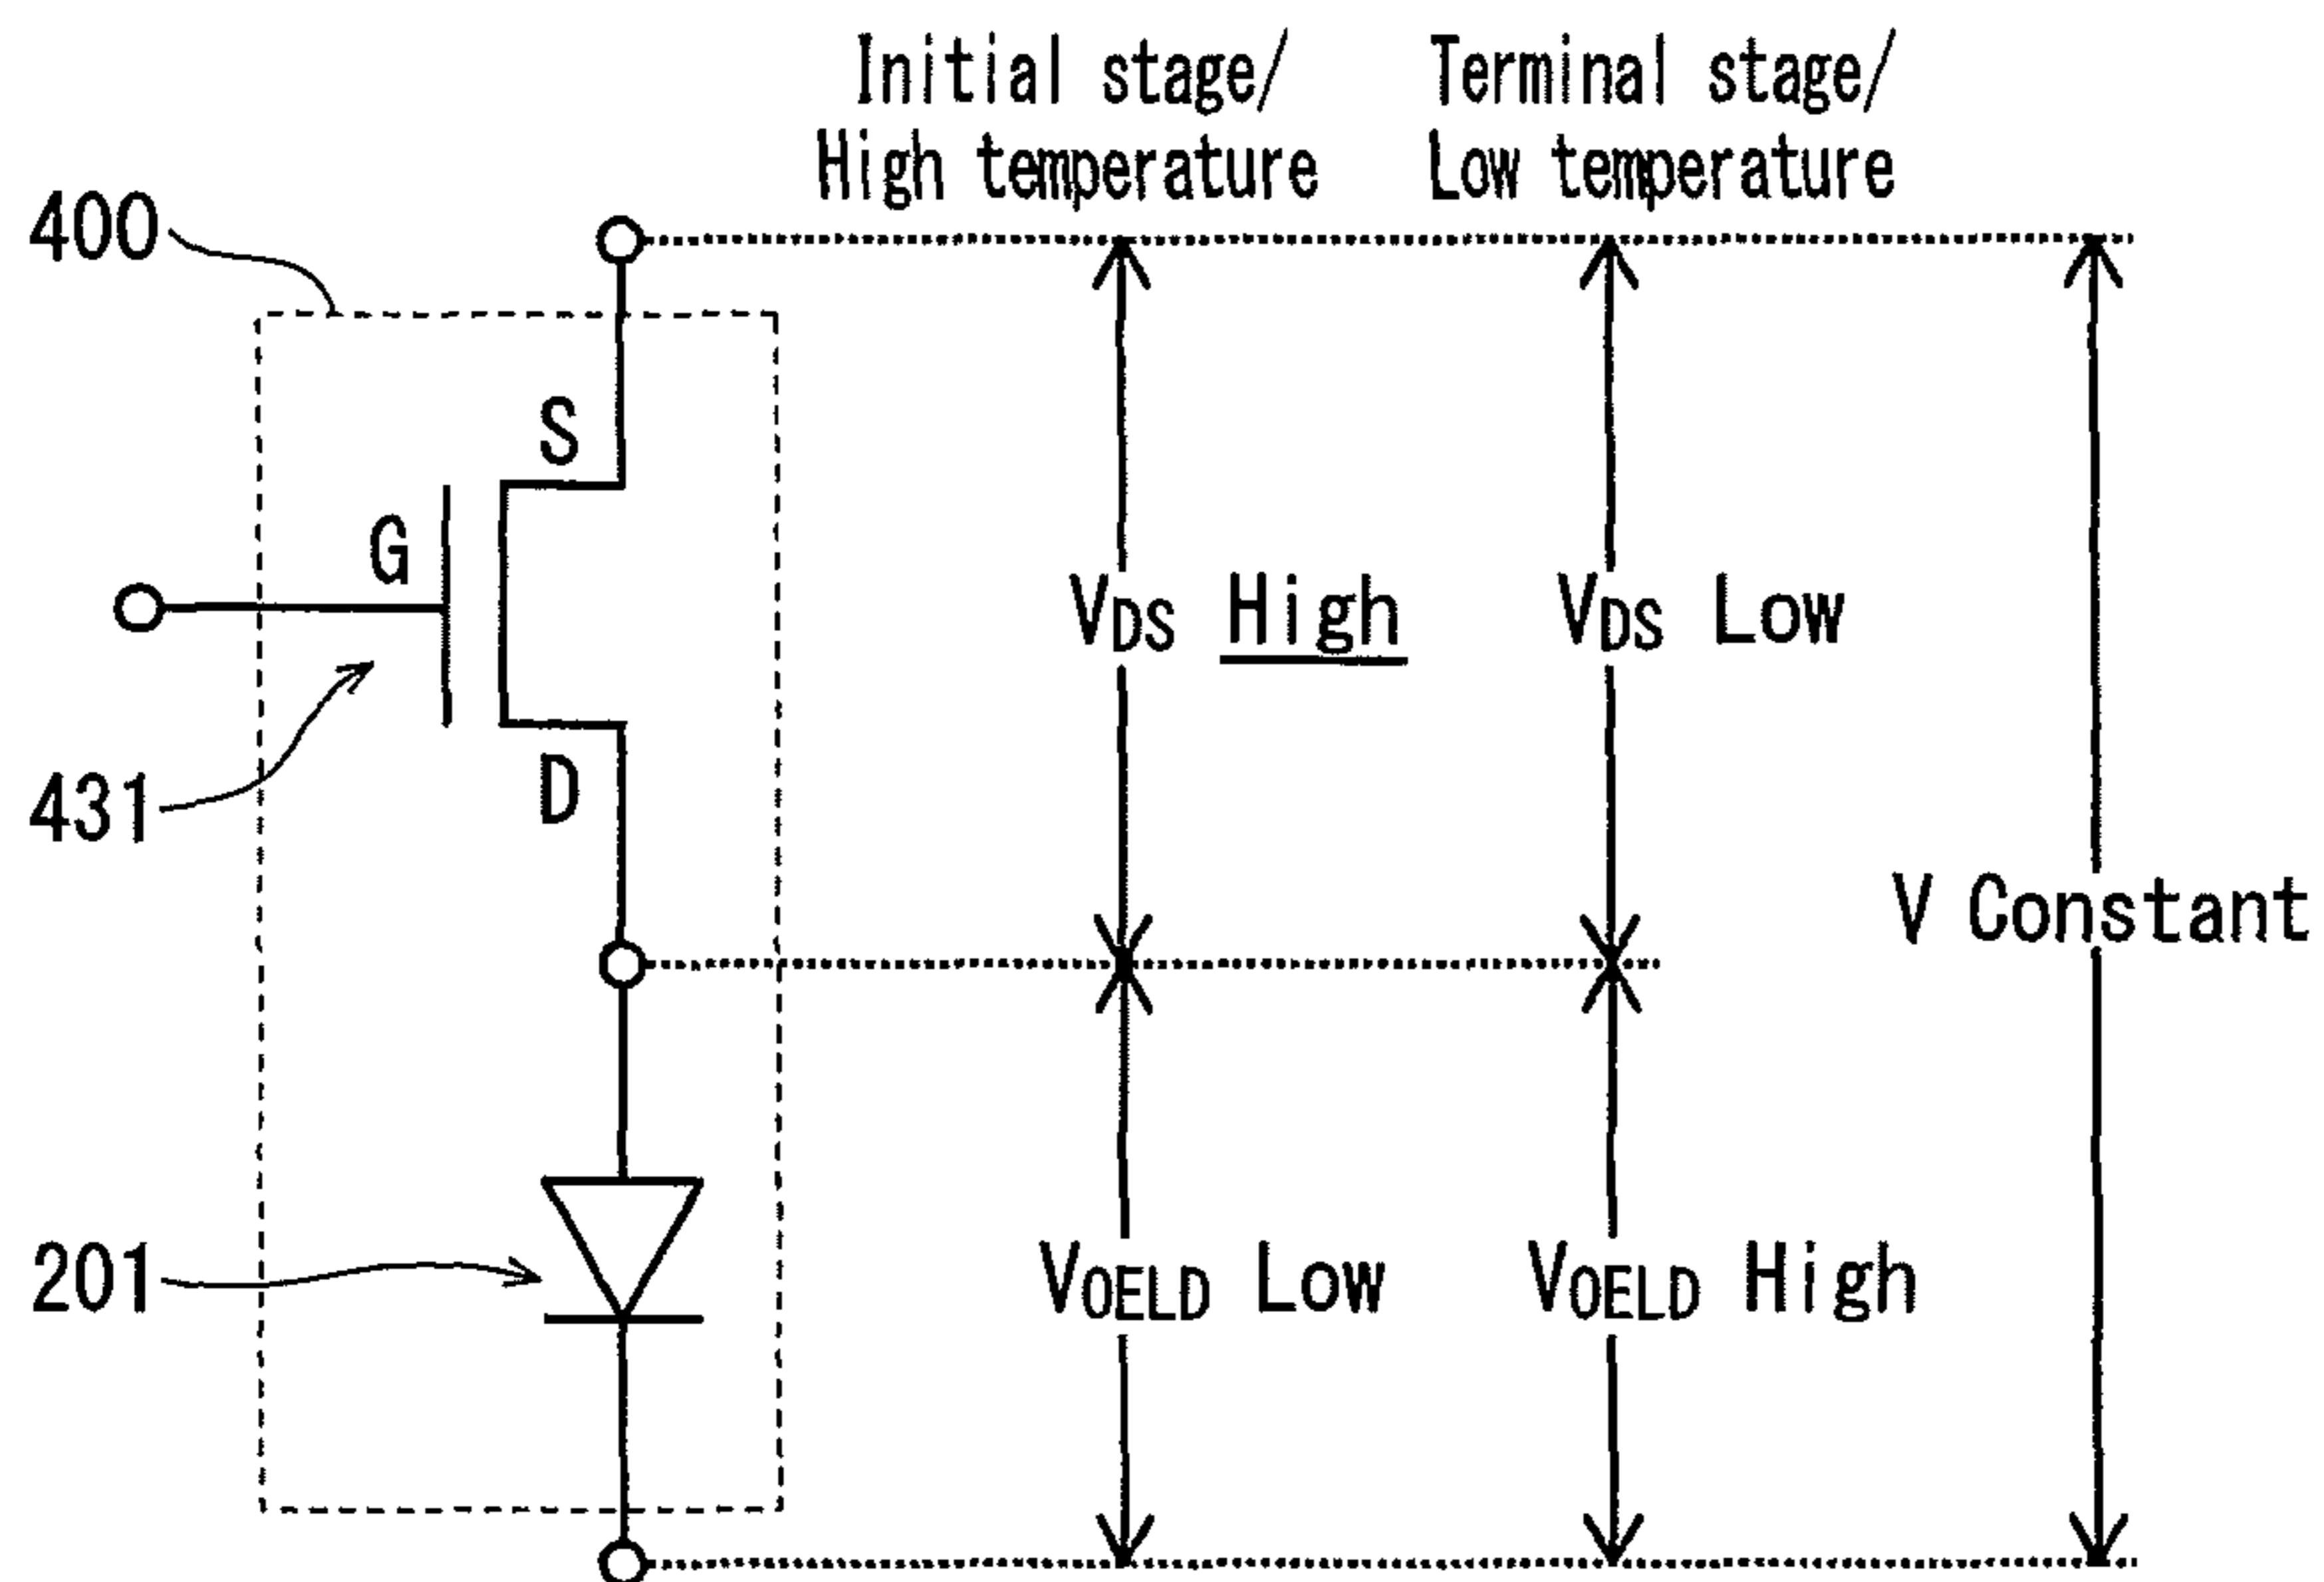 Initial stage/
High temperature
Terminal stage/
Low temperature
400
S
G
VDS High
VDS Low
431
D
V Constant
201
VOELD Low
VOELD High